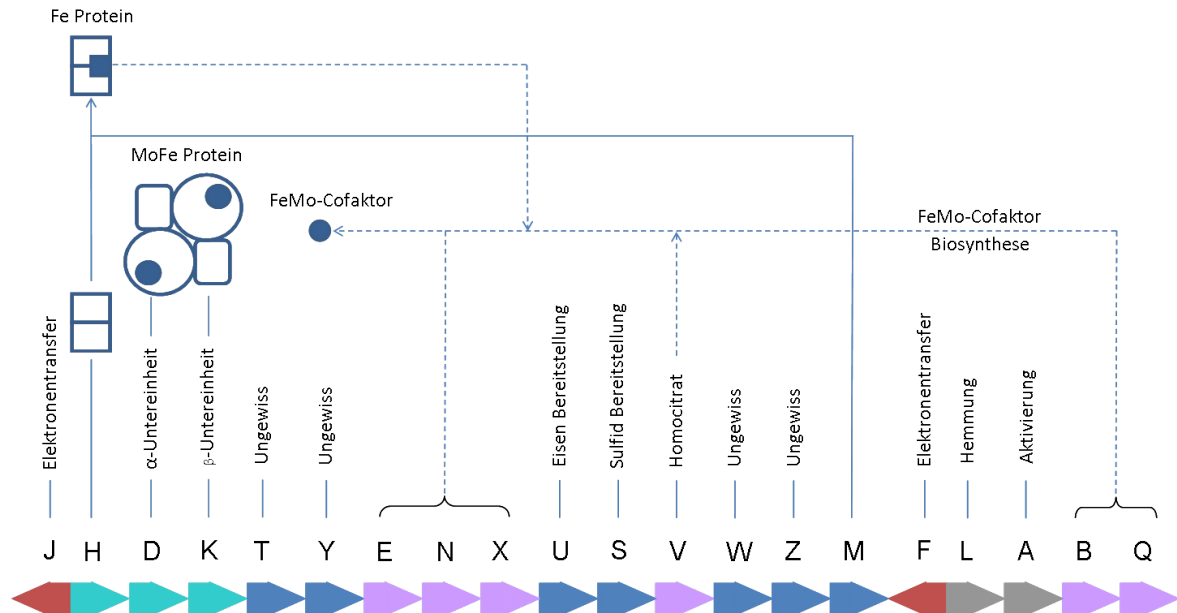 Fe Protein
MoFe Protein
FeMo-Cofaktor
FeMo-Cofaktor
Biosynthese
Elektronentransfer
α-Untereinheit
β-Untereinheit
Ungewiss
Ungewiss
Eisen Bereitstellung
Sulfid Bereitstellung
Homocitrat
Ungewiss
Ungewiss
Elektronentransfer
Hemmung
Aktivierung
J H D K T Y E N X U S V W Z M F L A B Q